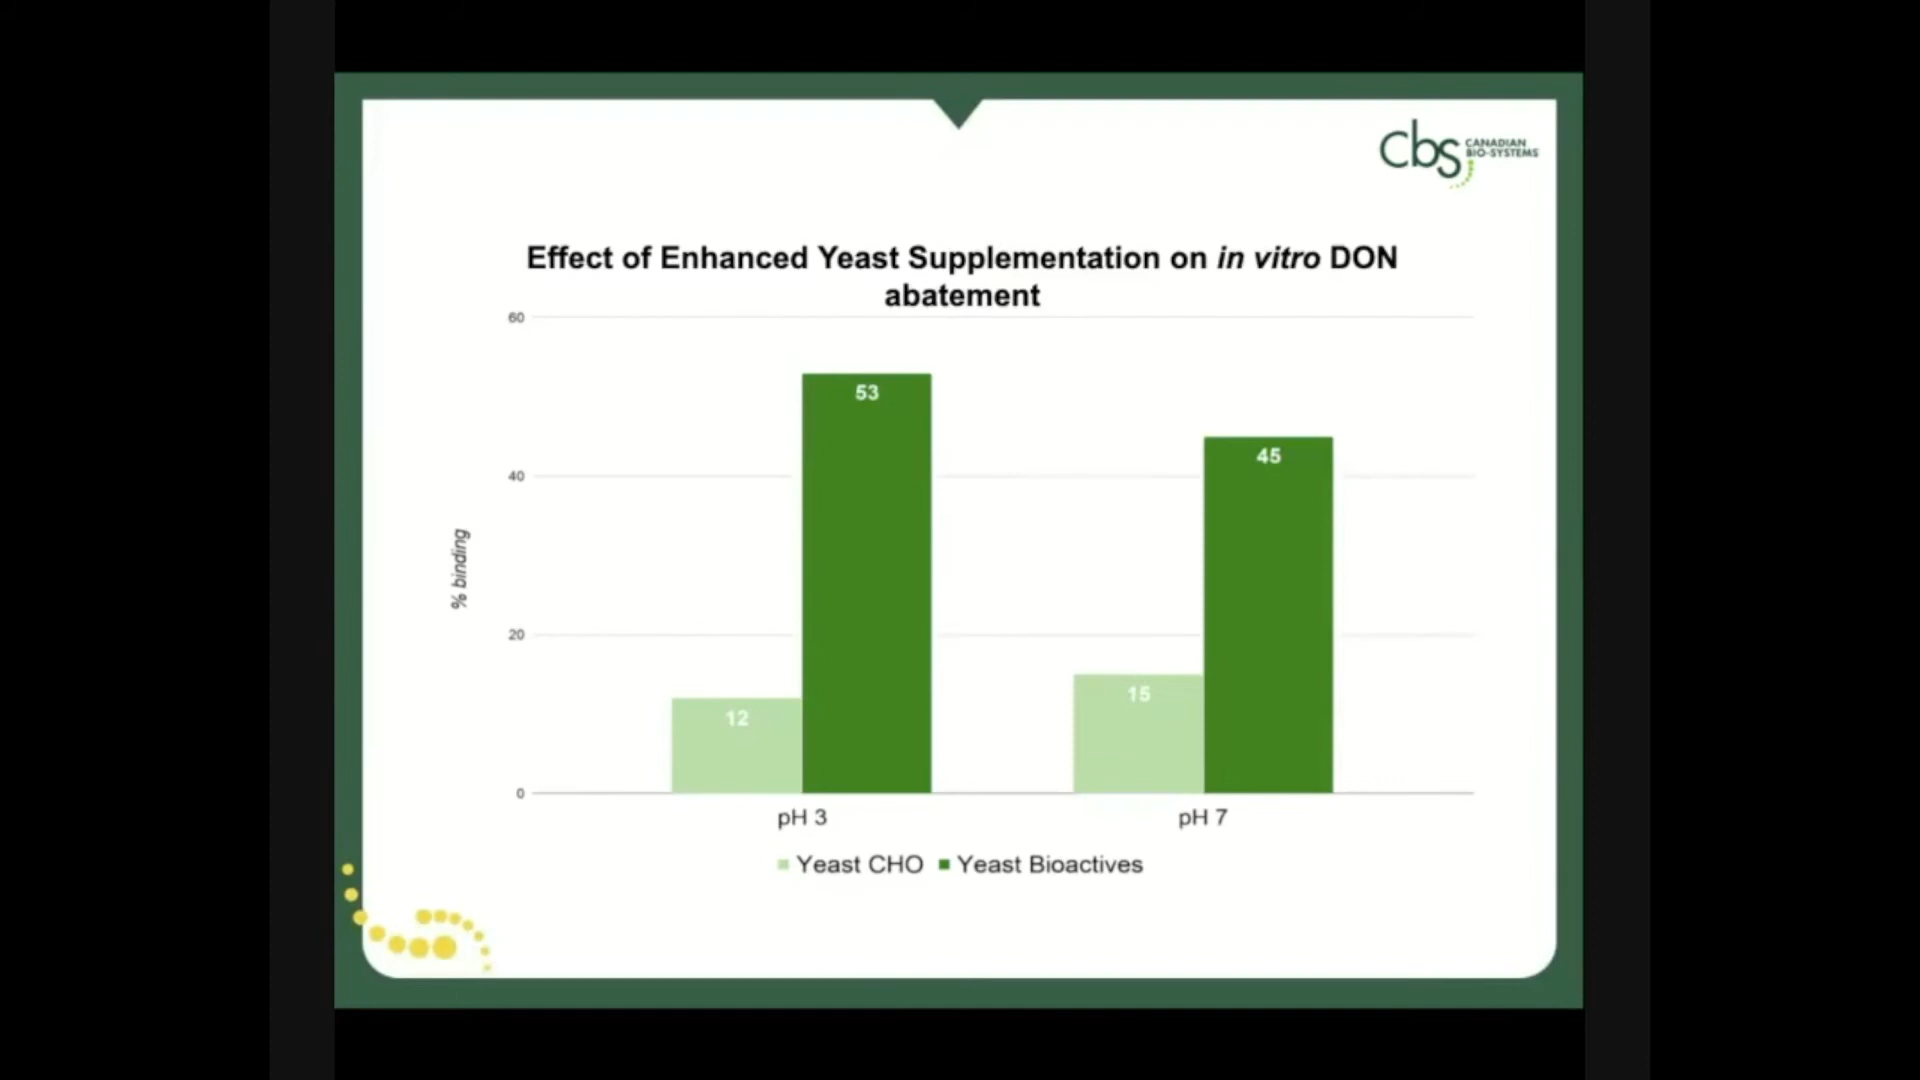 cbs CANADIAN
BIO-SYSTEMS
Effect of Enhanced Yeast Supplementation on in vitro DON
abatement
60
53
45
40
% binding
20
15
12
0
pH 3 pH 7
Yeast CHO Yeast Bioactives